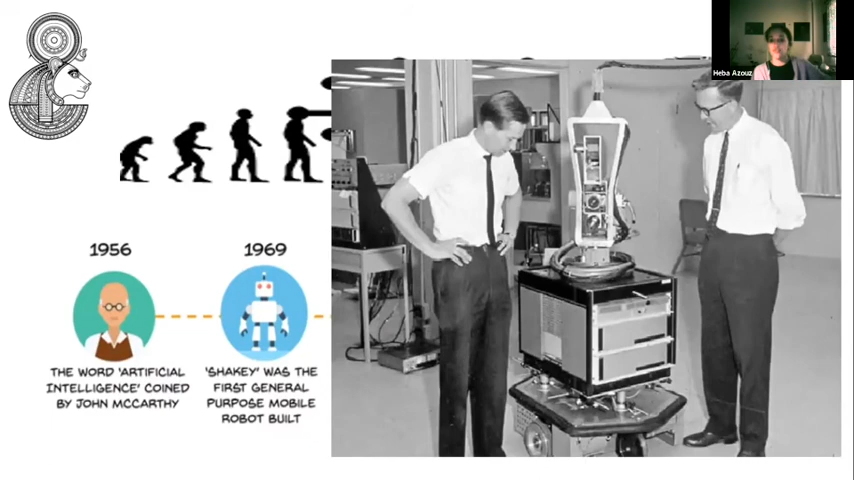 Heba Azouz
1956
THE WORD 'ARTIFICIAL
INTELLIGENCE' COINED
BY JOHN MCCARTHY
1969
'SHAKEY' WAS THE
FIRST GENERAL
PURPOSE MOBILE
ROBOT BUILT